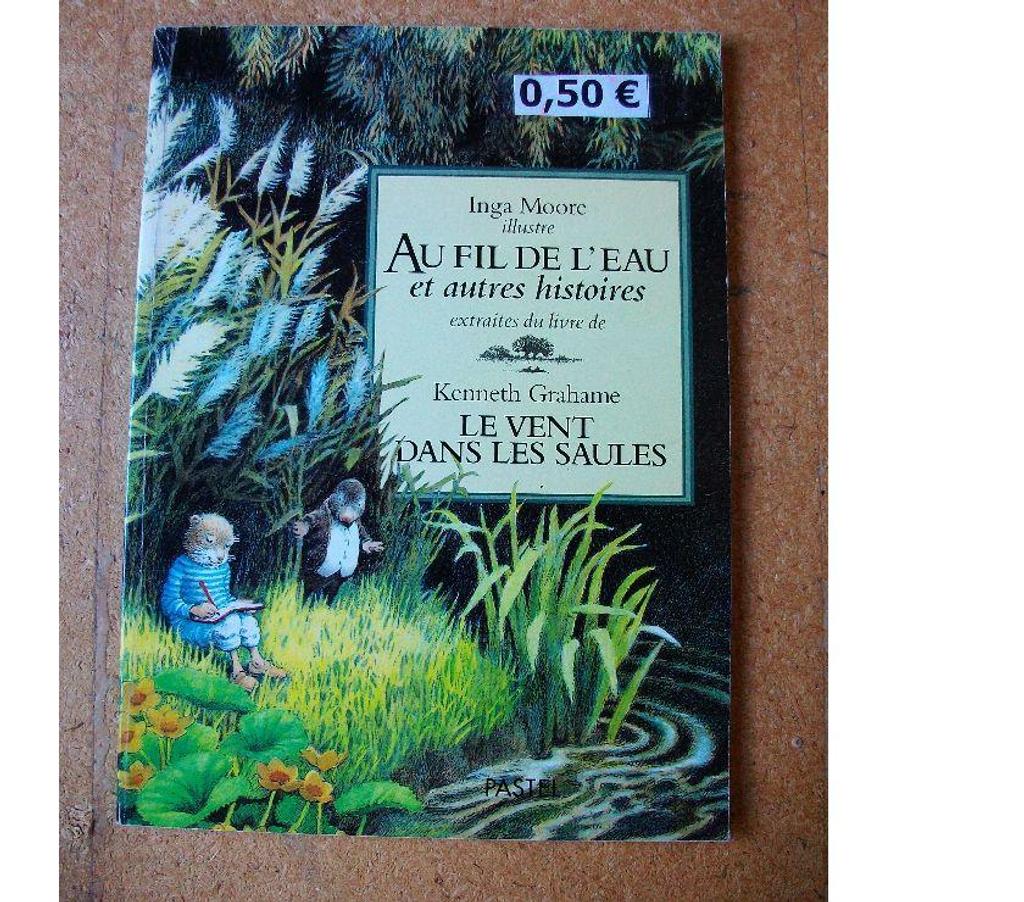 0,50 €
Inga Moore
illustre
AU FIL DE L'EAU
et autres histoires
extraites du livre de
Kenneth Grahame
LE VENT
DANS LES SAULES
PASTEL